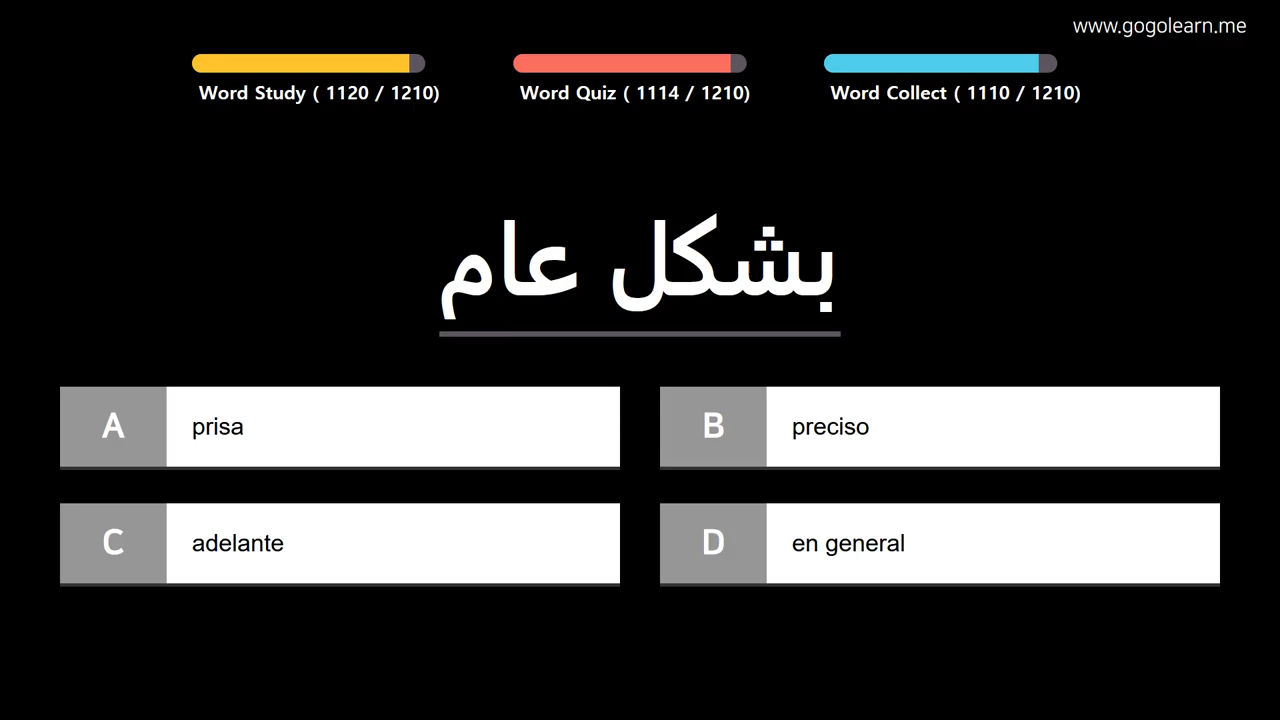 www.gogolearn.me
Word Study ( 1120 / 1210)
Word Quiz ( 1114 / 1210)
Word Collect ( 1110 / 1210)
بشكل عام
A prisa
B preciso
C adelante
D en general